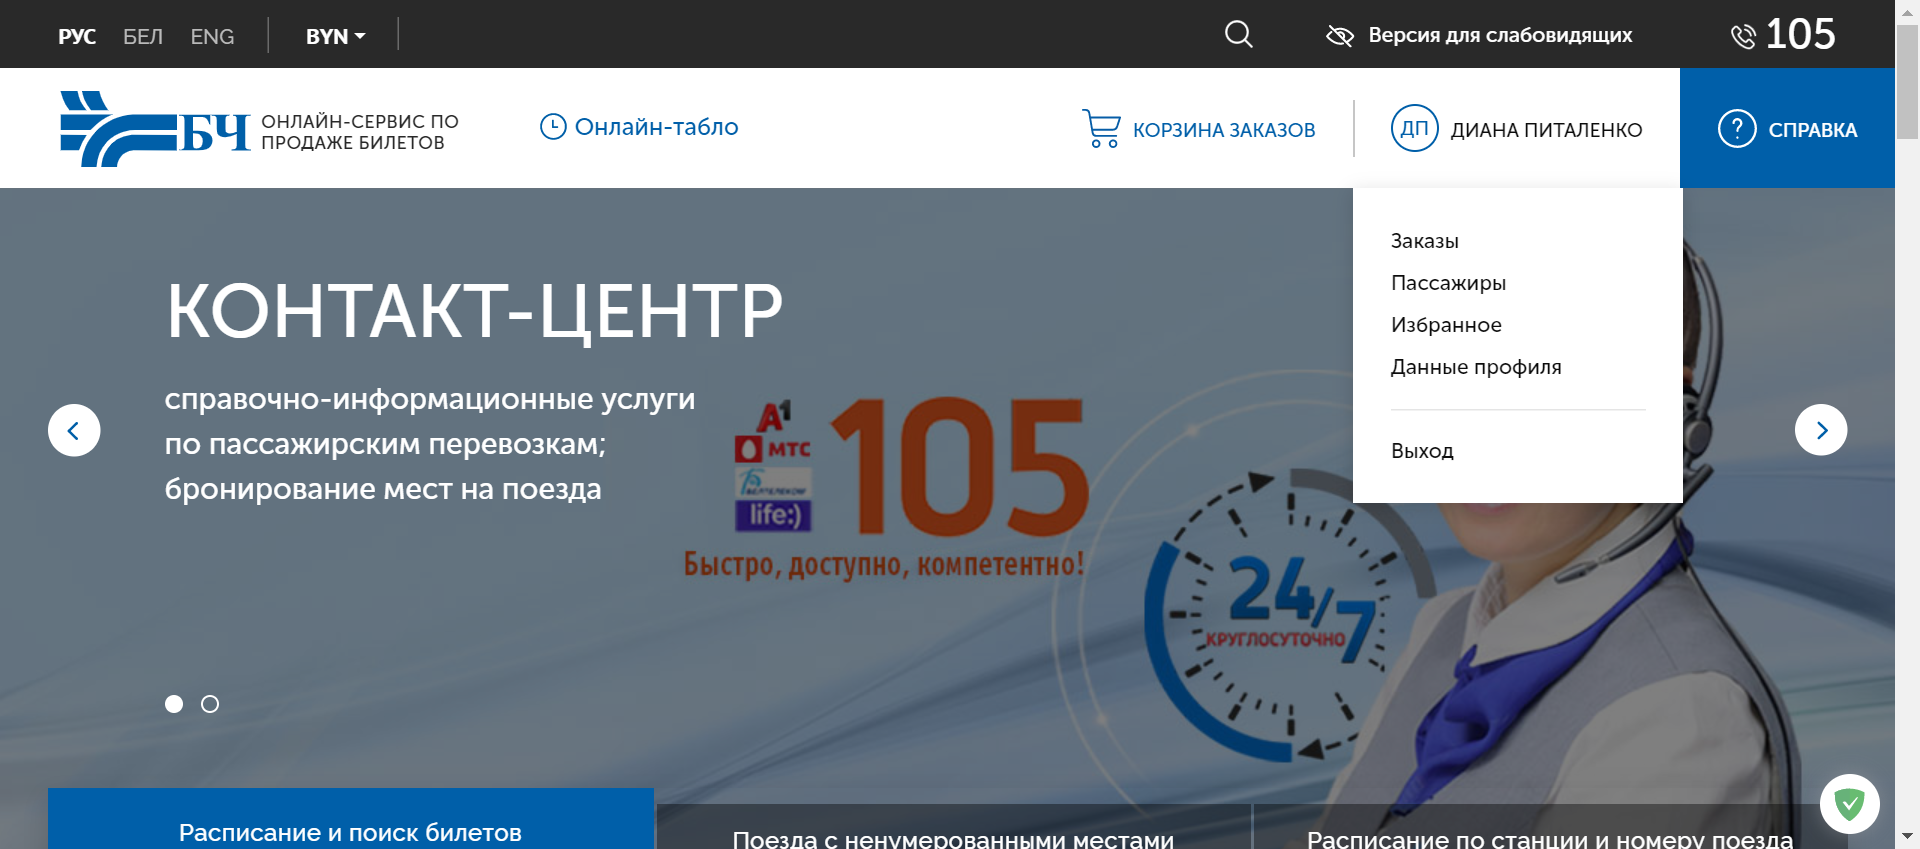 РУС БЕЛ ENG BYN Версия для слабовидящих 105
БЧ ОНЛАЙН-СЕРВИС ПО
ПРОДАЖЕ БИЛЕТОВ
Онлайн-табло КОРЗИНА ЗАКАЗОВ ДП ДИАНА ПИТАЛЕНКО ? СПРАВКА
Заказы
Пассажиры
Избранное
Данные профиля
Выход
КОНТАКТ-ЦЕНТР
справочно-информационные услуги
по пассажирским перевозкам;
бронирование мест на поезда
А1
МТС
БЕЛТЕЛЕКОМ
life:)
105
Быстро, доступно, компетентно!
24/7
КРУГЛОСУТОЧНО
Расписание и поиск билетов
Поезда с ненумерованными местами
Расписание по станции и номеру поезда